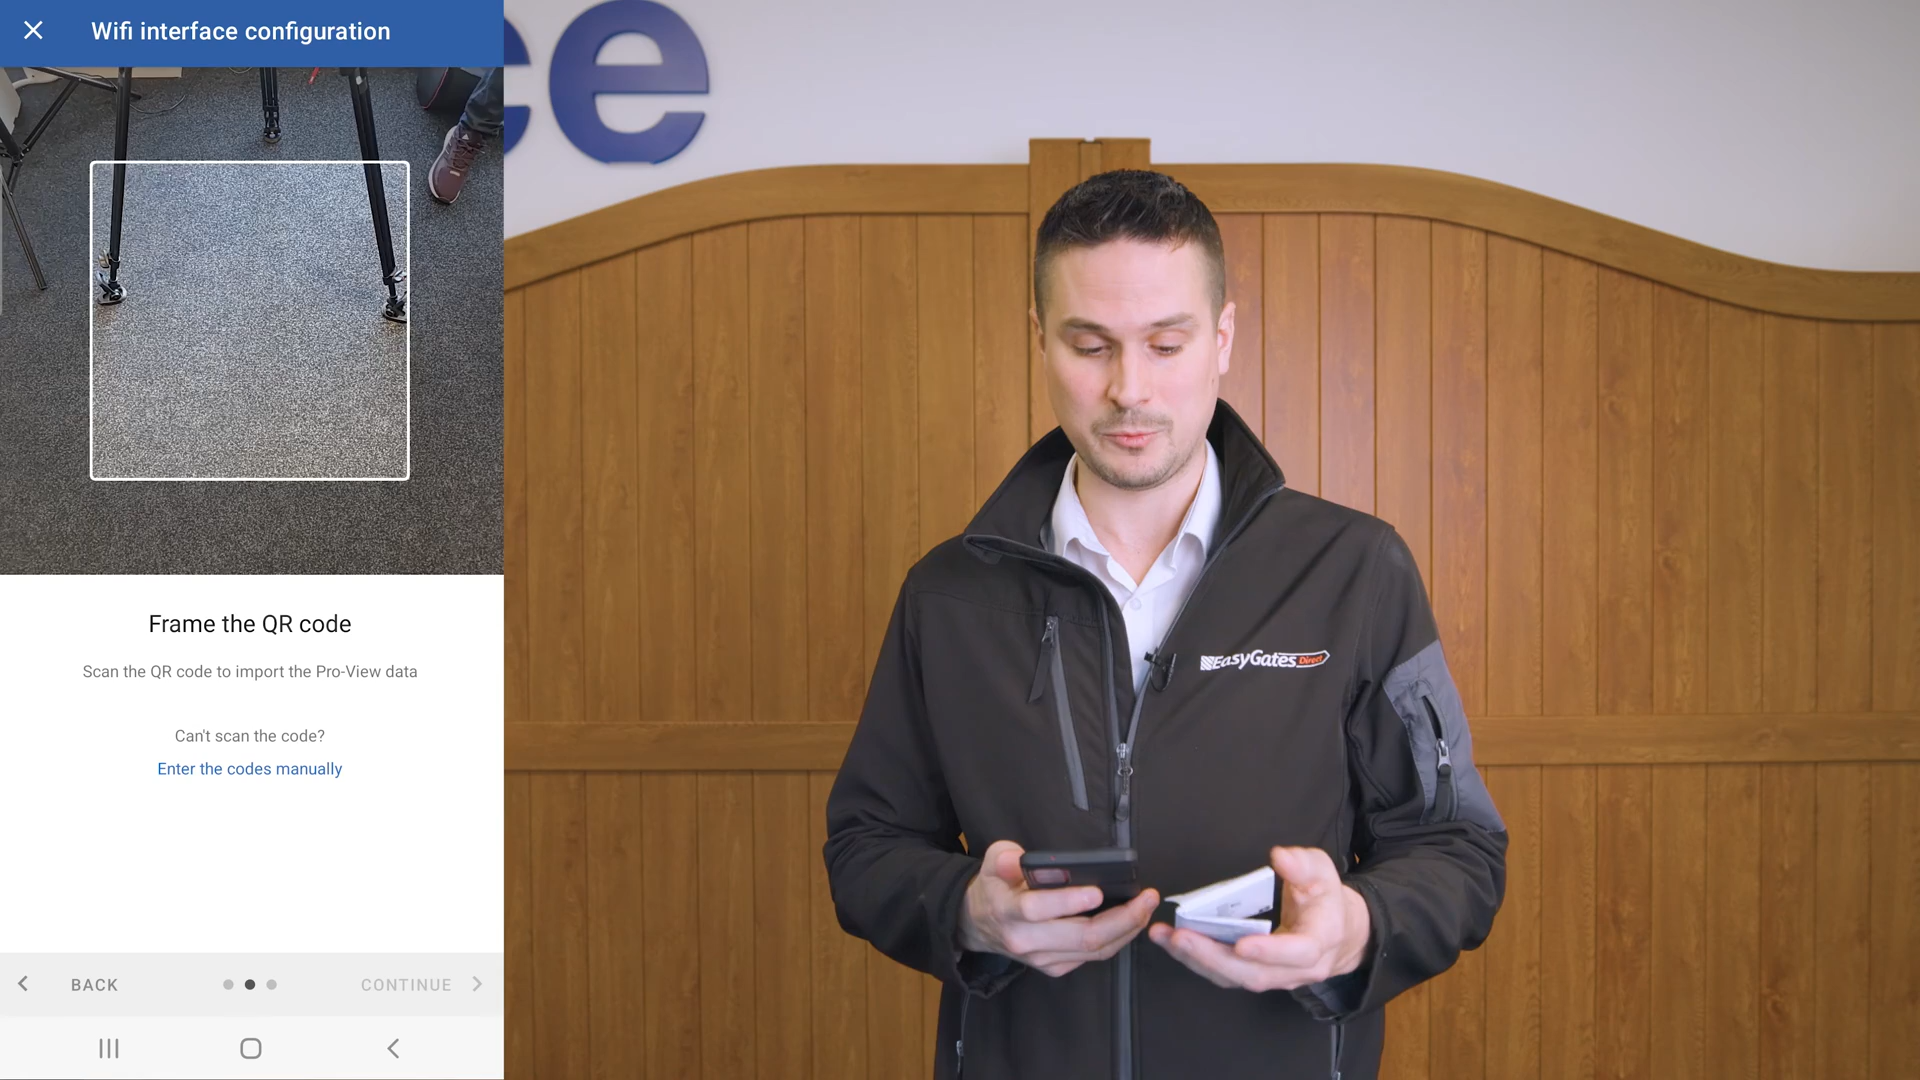 Wifi interface configuration
ce
Frame the QR code
Scan the QR code to import the Pro-View data
Can't scan the code?
Enter the codes manually
BACK
CONTINUE
EasyGates Direct